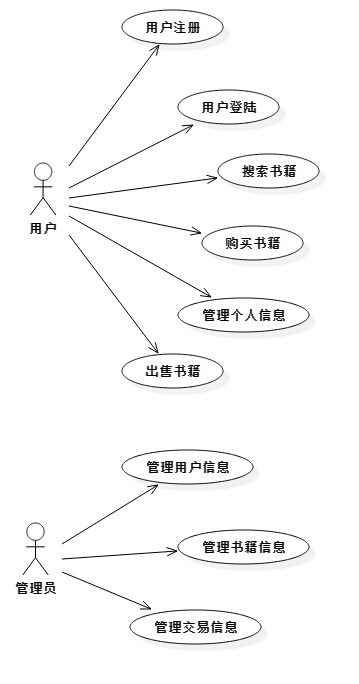 用户注册
用户登陆
搜索书籍
用户
购买书籍
管理个人信息
出售书籍
管理用户信息
管理书籍信息
管理员
管理交易信息